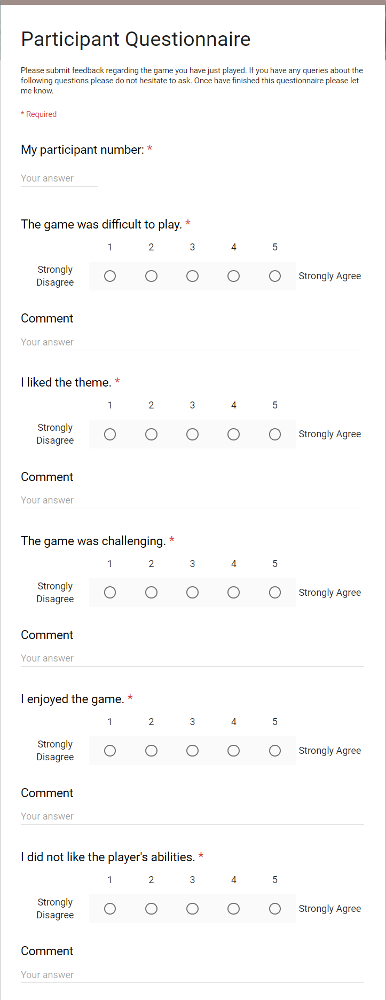 Participant Questionnaire
Please submit feedback regarding the game you have just played. If you have any queries about the
following questions please do not hesitate to ask. Once have finished this questionnaire please let
me know.
* Required
My participant number: *
Your answer
The game was difficult to play. *
1 2 3 4 5
Strongly
Disagree
Strongly Agree
Comment
Your answer
I liked the theme. *
1 2 3 4 5
Strongly
Disagree
Strongly Agree
Comment
Your answer
The game was challenging. *
1 2 3 4 5
Strongly
Disagree
Strongly Agree
Comment
Your answer
I enjoyed the game. *
1 2 3 4 5
Strongly
Disagree
Strongly Agree
Comment
Your answer
I did not like the player's abilities. *
1 2 3 4 5
Strongly
Disagree
Strongly Agree
Comment
Your answer